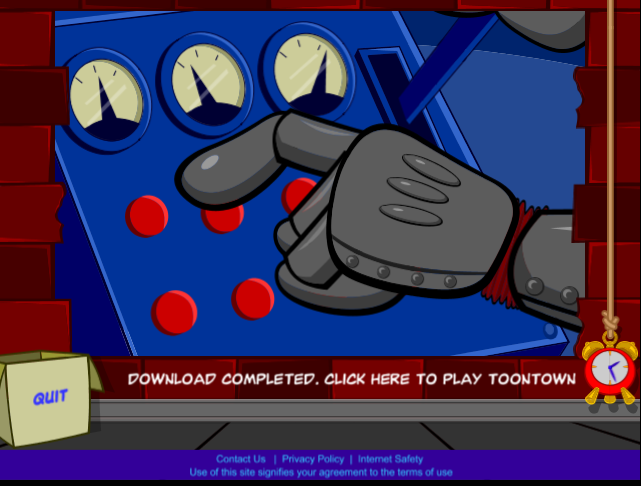 QUIT
DOWNLOAD COMPLETED. CLICK HERE TO PLAY TOONTOWN
Contact Us | Privacy Policy | Internet Safety
Use of this site signifies your agreement to the terms of use